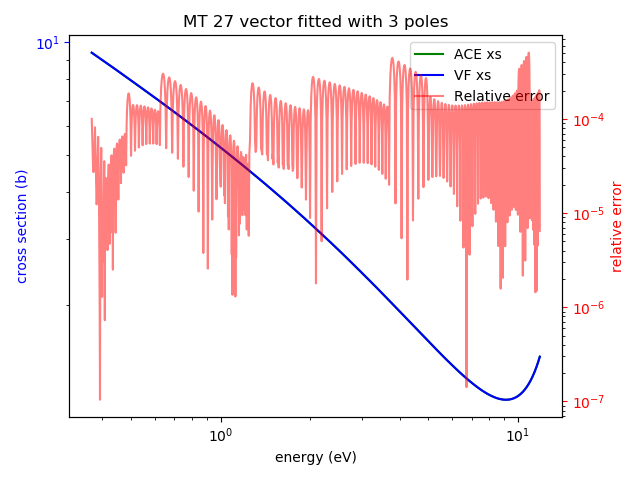 MT 27 vector fitted with 3 poles
ACE xs
VF xs
Relative error
cross section (b)
10¹
relative error
10⁻⁴
10⁻⁵
10⁻⁶
10⁻⁷
10⁰
10¹
energy (eV)